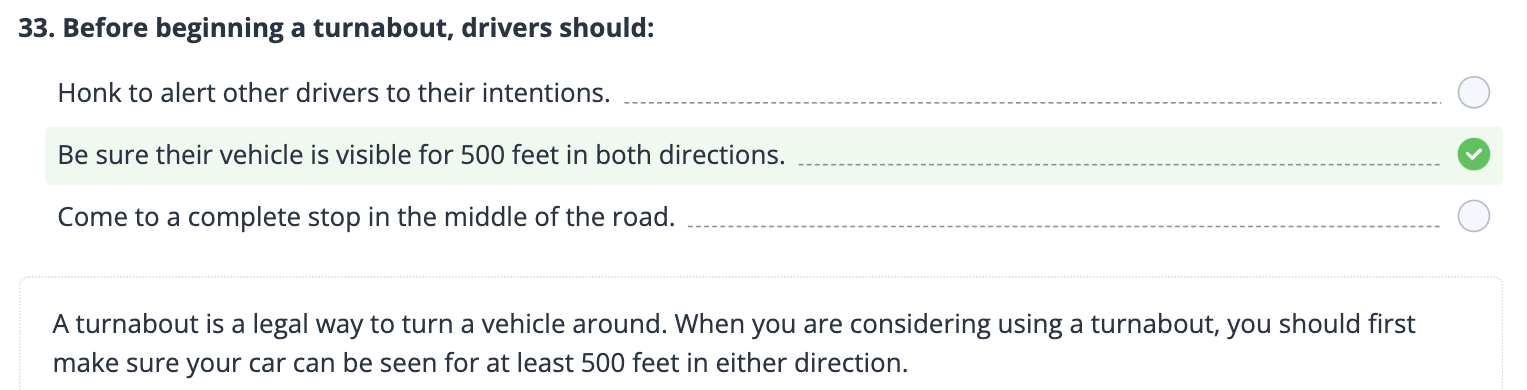 33. Before beginning a turnabout, drivers should:
Honk to alert other drivers to their intentions.
Be sure their vehicle is visible for 500 feet in both directions.
Come to a complete stop in the middle of the road.
A turnabout is a legal way to turn a vehicle around. When you are considering using a turnabout, you should first
make sure your car can be seen for at least 500 feet in either direction.